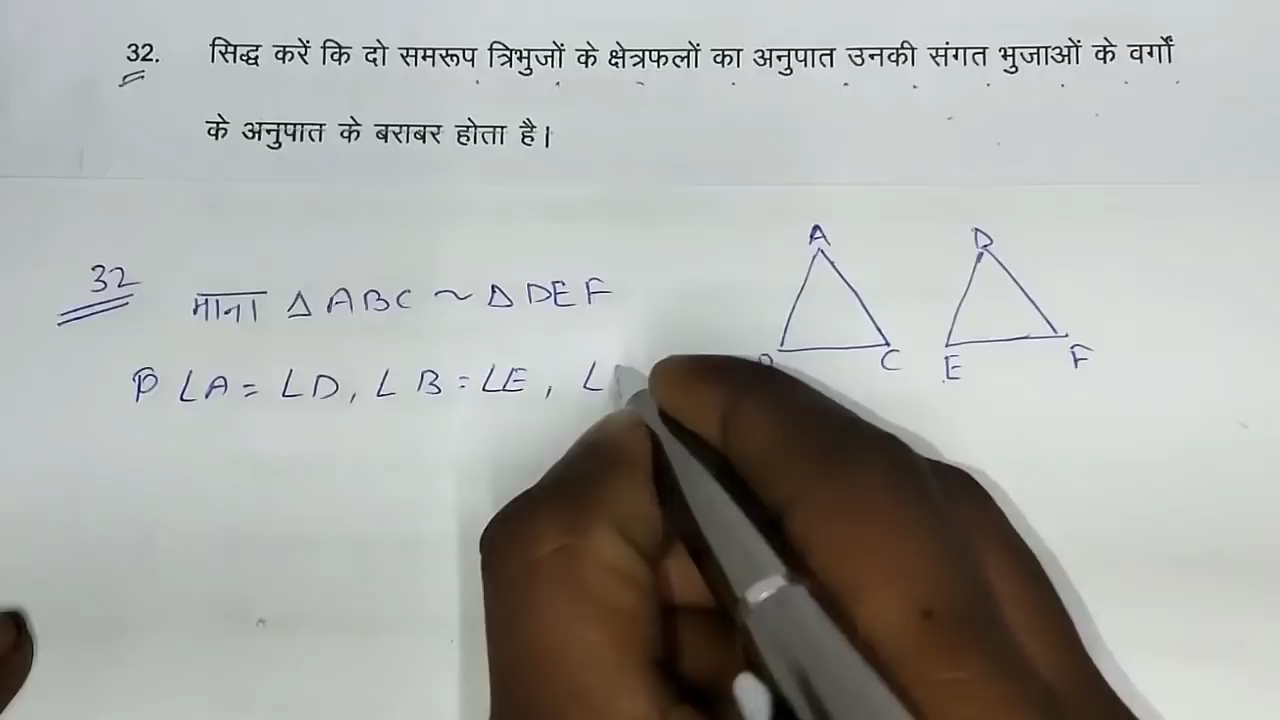 32. सिद्ध करें कि दो समरूप त्रिभुजों के क्षेत्रफलों का अनुपात उनकी संगत भुजाओं के वर्गों
के अनुपात के बराबर होता है।
32
माना ∆ ABC ~ ∆ DEF
∠A = ∠D, ∠B = ∠E, ∠
A
C
D
E
F